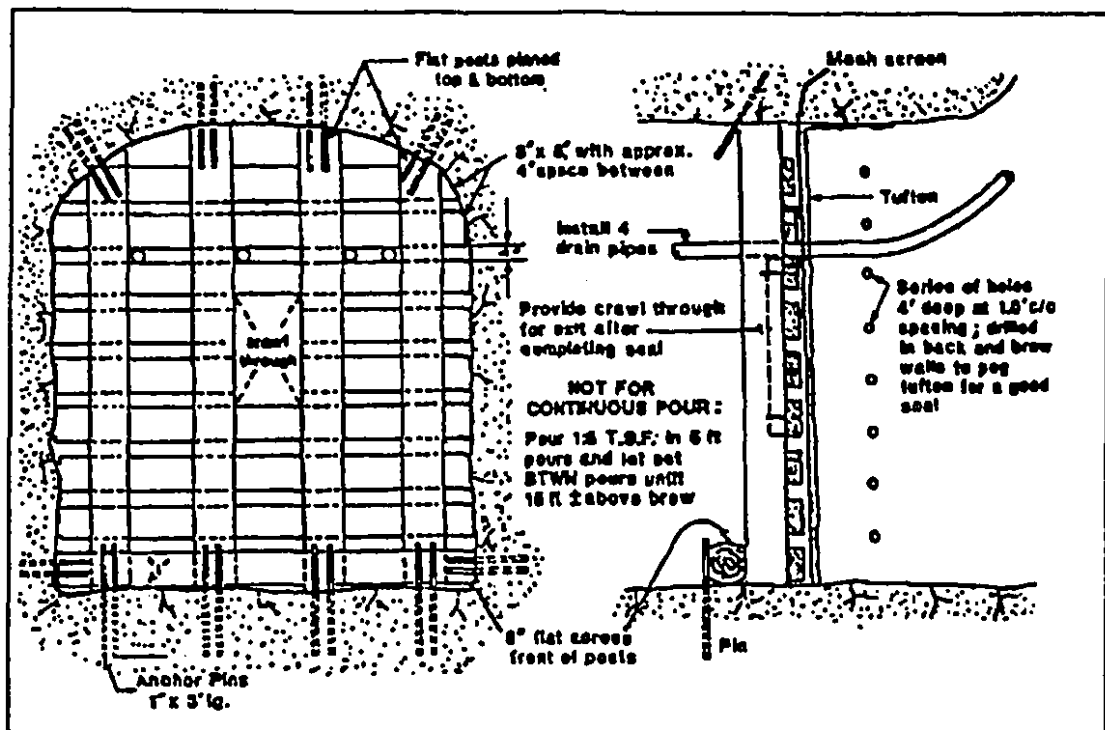 Flat posts pinned
top & bottom
8" x 8", with approx.
4" space between
crawl
through
Anchor Pins
1" x 3' lg.
Mesh screen
Tufton
Install 4
drain pipes
Provide crawl through
for exit after
completing seal
NOT FOR
CONTINUOUS POUR:
Pour T.S.F. in 5 ft
pours and let set
BTWN pours until
15 ft ± above brow
8" flat across
front of posts
Pin
Series of holes
4" deep at 1.0' c/c
spacing; drilled
in back and brow
walls to peg
tufton for a good
seal